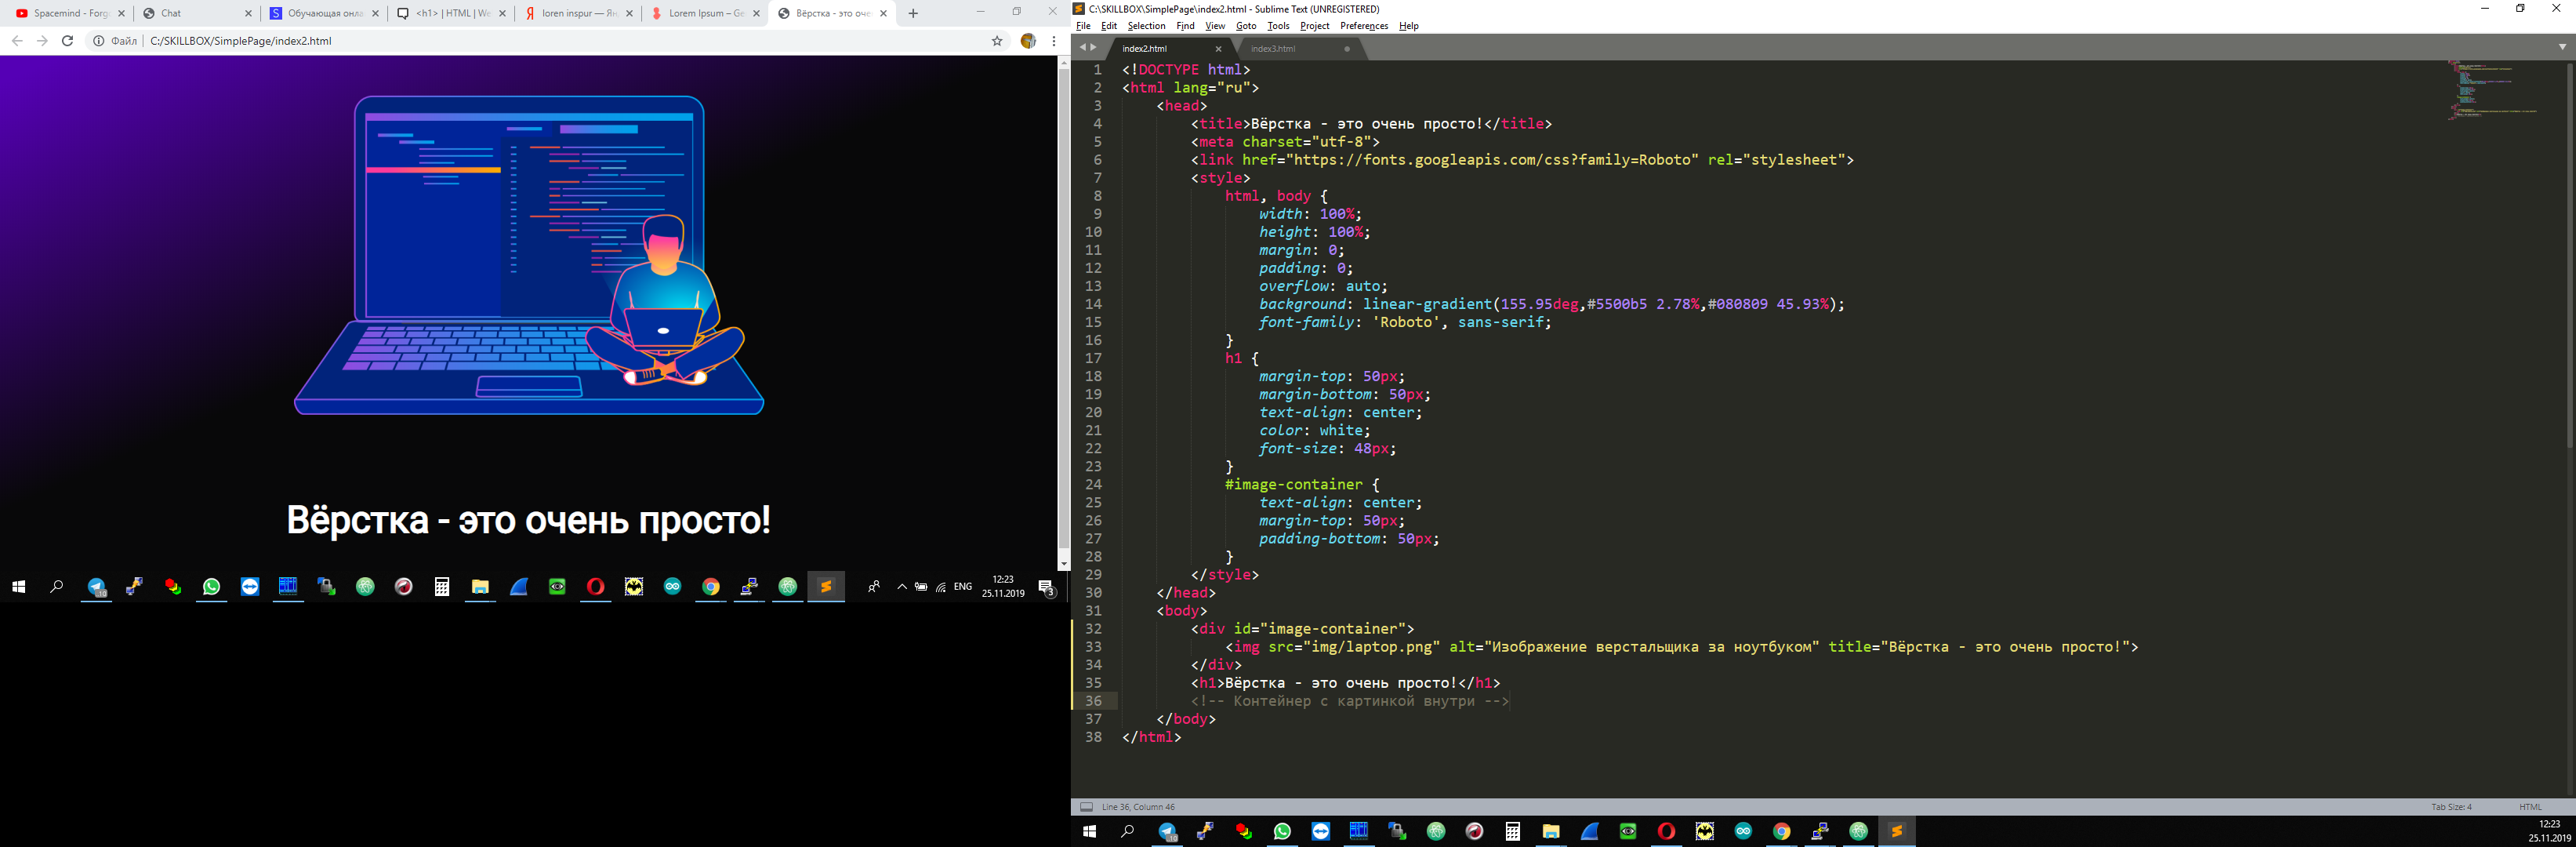 Spacemind - Forg
Chat
Обучающая онла
<h1> | HTML | We
loren inspur — Ян
Lorem Ipsum – Ge
Вёрстка - это оче
Файл
C:/SKILLBOX/SimplePage/index2.html
Вёрстка - это очень просто!
10
ENG
12:23
25.11.2019
3
C:\SKILLBOX\SimplePage\index2.html - Sublime Text (UNREGISTERED)
File Edit Selection Find View Goto Tools Project Preferences Help
index2.html
index3.html
1 <!DOCTYPE html>
2 <html lang="ru">
3 <head>
4 <title>Вёрстка - это очень просто!</title>
5 <meta charset="utf-8">
6 <link href="https://fonts.googleapis.com/css?family=Roboto" rel="stylesheet">
7 <style>
8 html, body {
9 width: 100%;
10 height: 100%;
11 margin: 0;
12 padding: 0;
13 overflow: auto;
14 background: linear-gradient(155.95deg,#5500b5 2.78%,#080809 45.93%);
15 font-family: 'Roboto', sans-serif;
16 }
17 h1 {
18 margin-top: 50px;
19 margin-bottom: 50px;
20 text-align: center;
21 color: white;
22 font-size: 48px;
23 }
24 #image-container {
25 text-align: center;
26 margin-top: 50px;
27 padding-bottom: 50px;
28 }
29 </style>
30 </head>
31 <body>
32 <div id="image-container">
33 <img src="img/laptop.png" alt="Изображение верстальщика за ноутбуком" title="Вёрстка - это очень просто!">
34 </div>
35 <h1>Вёрстка - это очень просто!</h1>
36 <!-- Контейнер с картинкой внутри -->
37 </body>
38 </html>
Line 36, Column 46
Tab Size: 4
HTML
10
12:23
25.11.2019